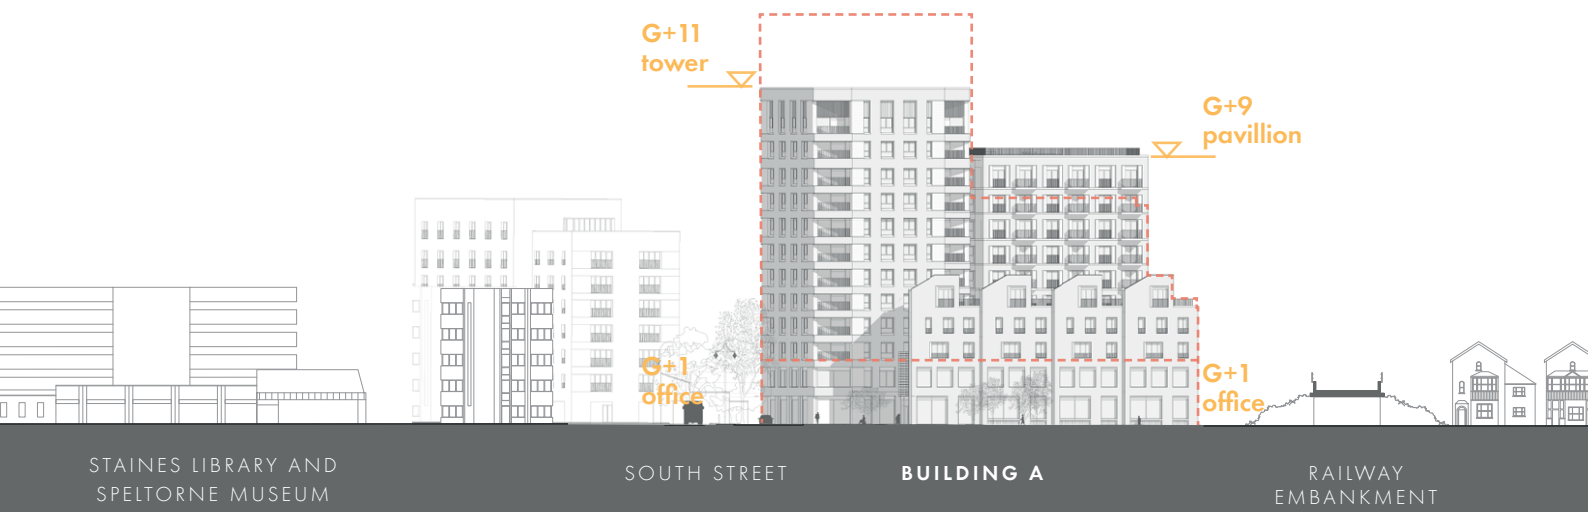 G+11
tower
G+9
pavillion
G+1
office
G+1
office
STAINES LIBRARY AND
SPELTORNE MUSEUM
SOUTH STREET
BUILDING A
RAILWAY
EMBANKMENT